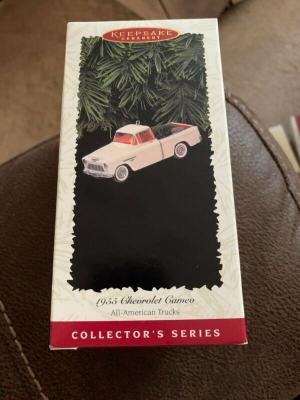 KEEPSAKE
ORNAMENT
1955 Chevrolet Cameo
All-American Trucks
COLLECTOR'S SERIES